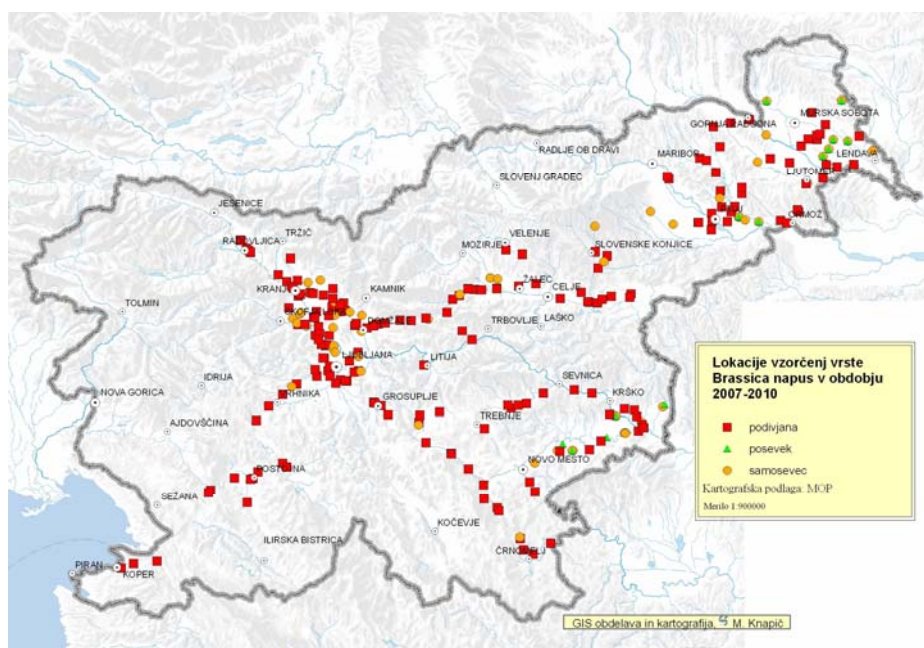 MURSKA SOBOTA
GORNJA RADGONA
RADLJE OB DRAVI
MARIBOR
LENDAVA
LJUTOMER
SLOVENJ GRADEC
JESENICE
ORMOŽ
TRŽIČ
RADOVLJICA
VELENJE
MOZIRJE
SLOVENSKE KONJICE
KRANJ
KAMNIK
ŽALEC
CELJE
TOLMIN
ŠKOFJA LOKA
DOMŽALE
TRBOVLJE
LAŠKO
LJUBLJANA
LITIJA
IDRIJA
SEVNICA
NOVA GORICA
VRHNIKA
GROSUPLJE
KRŠKO
AJDOVŠČINA
TREBNJE
POSTOJNA
NOVO MESTO
SEŽANA
KOČEVJE
ILIRSKA BISTRICA
ČRNOMELJ
PIRAN
KOPER
Lokacije vzorčenj vrste
Brassica napus v obdobju
2007-2010
podivjana
posevek
samosevec
Kartografska podlaga: MOP
Merilo 1:900000
GIS obdelava in kartografija, M. Knapič